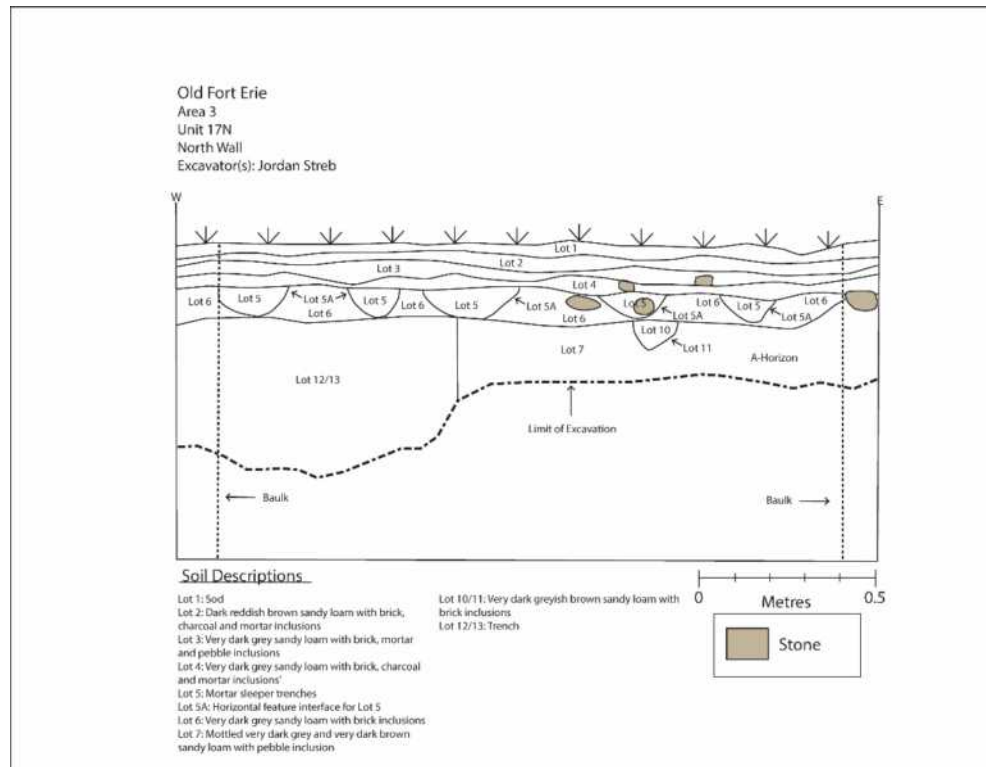 Old Fort Erie
Area 3
Unit 17N
North Wall
Excavator(s): Jordan Streb
W
E
Lot 1
Lot 2
Lot 3
Lot 4
Lot 6
Lot 5
Lot 5A
Lot 5
Lot 6
Lot 5
Lot 5A
Lot 5
Lot 6
Lot 5
Lot 6
Lot 6
Lot 6
Lot 5A
Lot 5A
Lot 10
Lot 11
Lot 7
A-Horizon
Lot 12/13
Limit of Excavation
Baulk
Baulk
Soil Descriptions
Lot 1: Sod
Lot 2: Dark reddish brown sandy loam with brick,
charcoal and mortar inclusions
Lot 3: Very dark grey sandy loam with brick, mortar
and pebble inclusions
Lot 4: Very dark grey sandy loam with brick, charcoal
and mortar inclusions'
Lot 5: Mortar sleeper trenches
Lot 5A: Horizontal feature interface for Lot 5
Lot 6: Very dark grey sandy loam with brick inclusions
Lot 7: Mottled very dark grey and very dark brown
sandy loam with pebble inclusion
Lot 10/11: Very dark greyish brown sandy loam with
brick inclusions
Lot 12/13: Trench
0
Metres
0.5
Stone